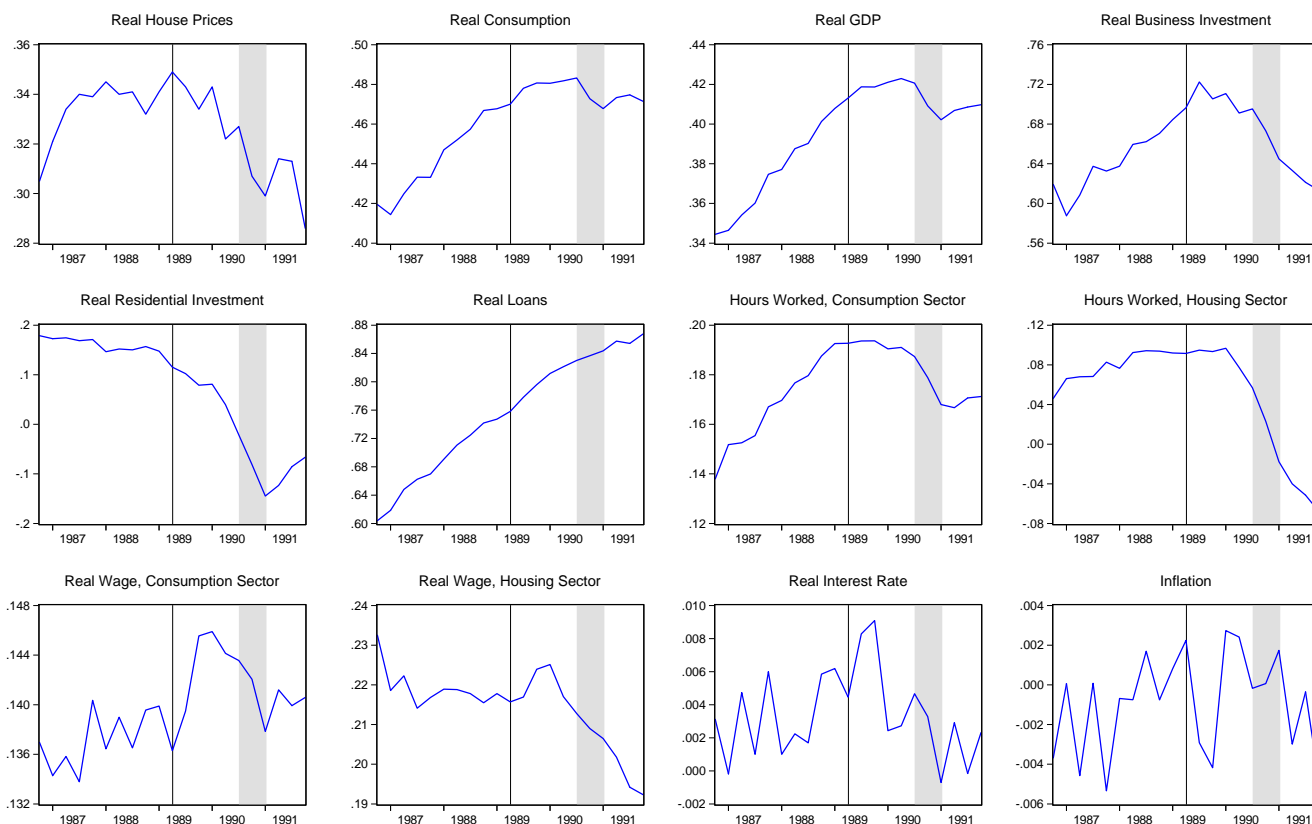 Real House Prices
.36
.34
.32
.30
.28
1987 1988 1989 1990 1991
Real Consumption
.50
.48
.46
.44
.42
.40
1987 1988 1989 1990 1991
Real GDP
.44
.42
.40
.38
.36
.34
1987 1988 1989 1990 1991
Real Business Investment
.76
.72
.68
.64
.60
.56
1987 1988 1989 1990 1991
Real Residential Investment
.2
.1
.0
-.1
-.2
1987 1988 1989 1990 1991
Real Loans
.88
.84
.80
.76
.72
.68
.64
.60
1987 1988 1989 1990 1991
Hours Worked, Consumption Sector
.20
.18
.16
.14
.12
1987 1988 1989 1990 1991
Hours Worked, Housing Sector
.12
.08
.04
.00
-.04
-.08
1987 1988 1989 1990 1991
Real Wage, Consumption Sector
.148
.144
.140
.136
.132
1987 1988 1989 1990 1991
Real Wage, Housing Sector
.24
.23
.22
.21
.20
.19
1987 1988 1989 1990 1991
Real Interest Rate
.010
.008
.006
.004
.002
.000
-.002
1987 1988 1989 1990 1991
Inflation
.004
.002
.000
-.002
-.004
-.006
1987 1988 1989 1990 1991